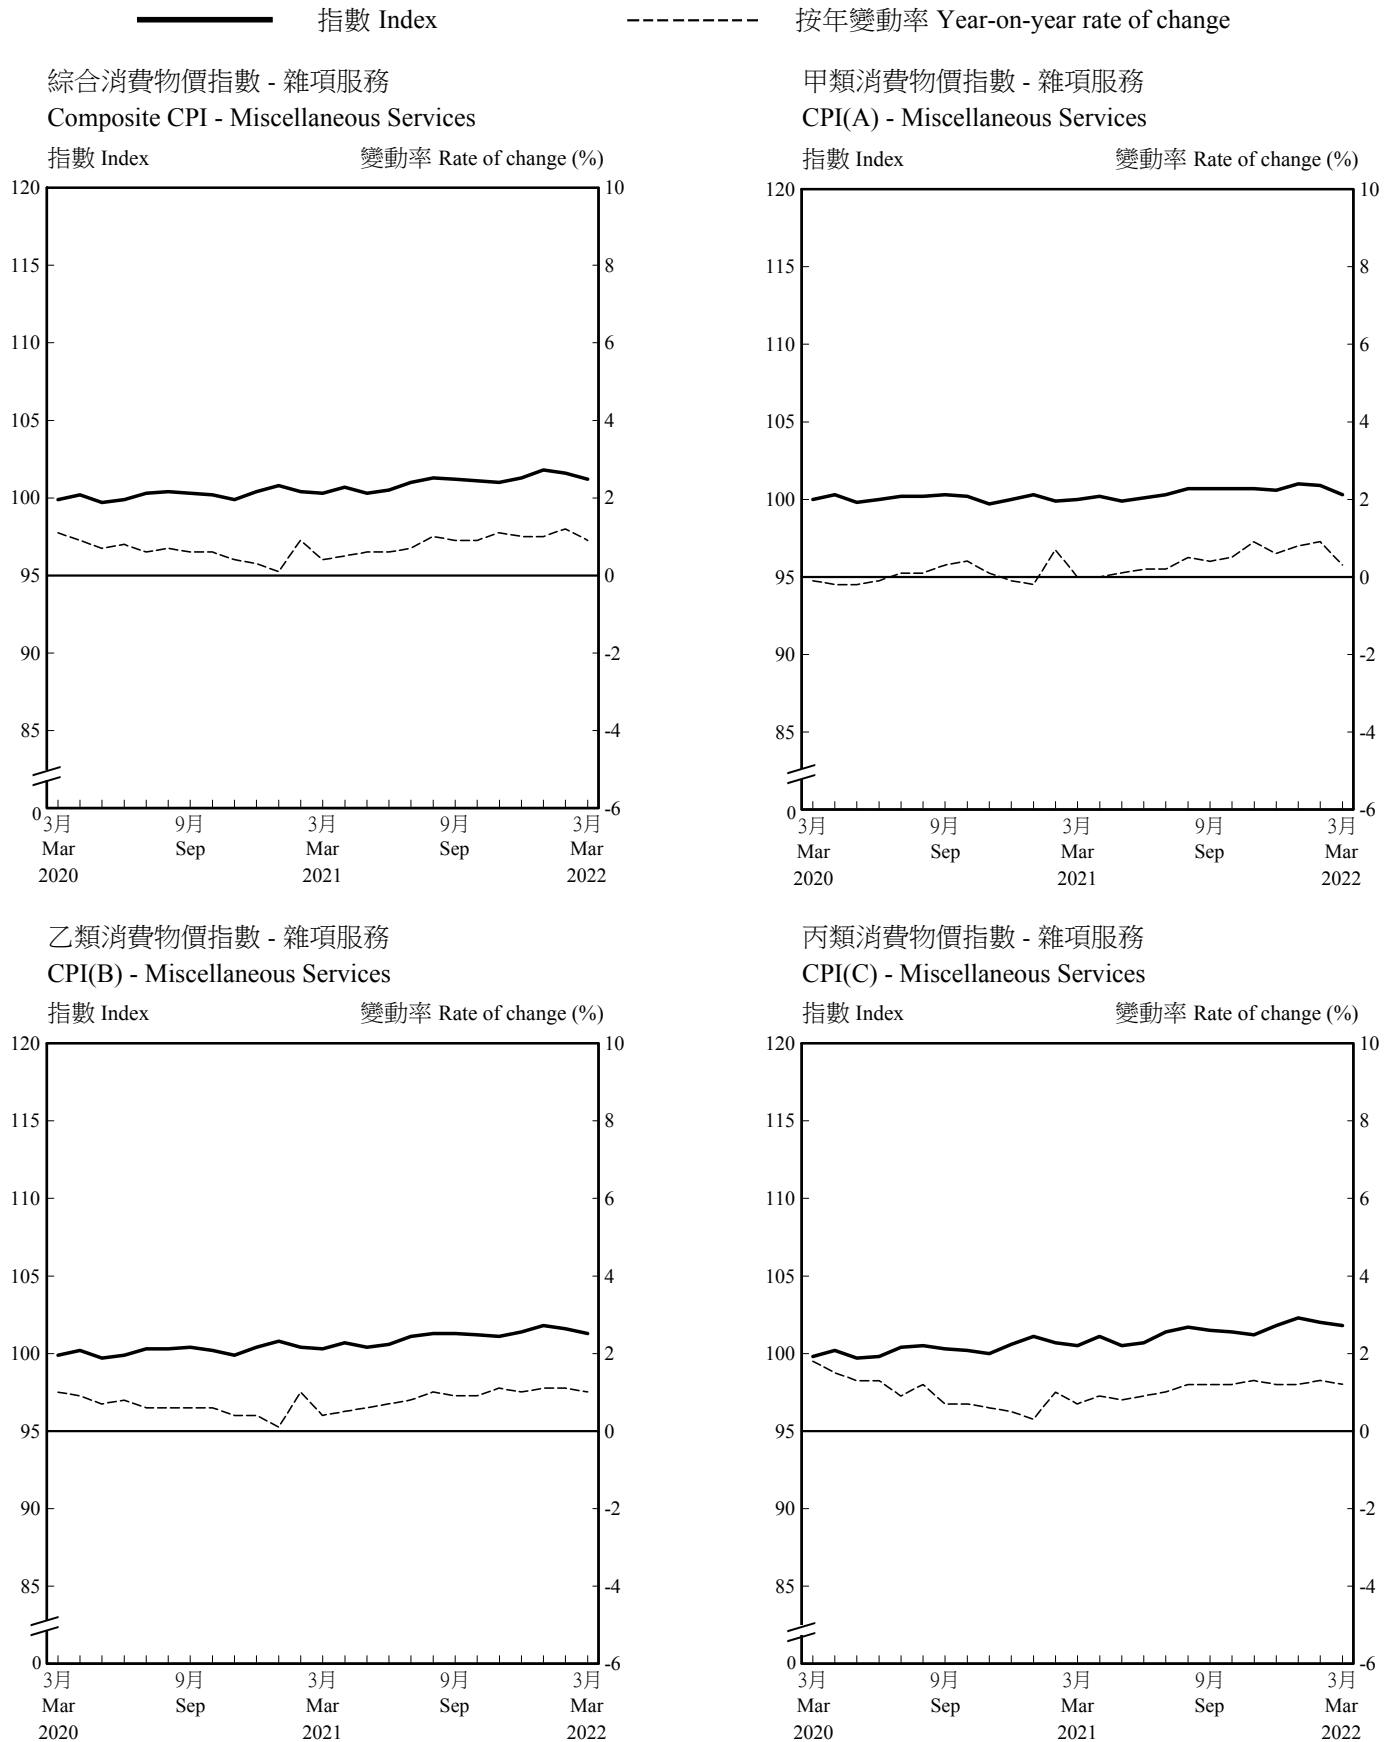 指數 Index
按年變動率 Year-on-year rate of change
綜合消費物價指數 - 雜項服務
Composite CPI - Miscellaneous Services
指數 Index 變動率 Rate of change (%)
120 10
115 8
110 6
105 4
100 2
95 0
90 -2
85 -4
0 -6
3月 9月 3月 9月 3月
Mar Sep Mar Sep Mar
2020 2021 2022
甲類消費物價指數 - 雜項服務
CPI(A) - Miscellaneous Services
指數 Index 變動率 Rate of change (%)
120 10
115 8
110 6
105 4
100 2
95 0
90 -2
85 -4
0 -6
3月 9月 3月 9月 3月
Mar Sep Mar Sep Mar
2020 2021 2022
乙類消費物價指數 - 雜項服務
CPI(B) - Miscellaneous Services
指數 Index 變動率 Rate of change (%)
120 10
115 8
110 6
105 4
100 2
95 0
90 -2
85 -4
0 -6
3月 9月 3月 9月 3月
Mar Sep Mar Sep Mar
2020 2021 2022
丙類消費物價指數 - 雜項服務
CPI(C) - Miscellaneous Services
指數 Index 變動率 Rate of change (%)
120 10
115 8
110 6
105 4
100 2
95 0
90 -2
85 -4
0 -6
3月 9月 3月 9月 3月
Mar Sep Mar Sep Mar
2020 2021 2022